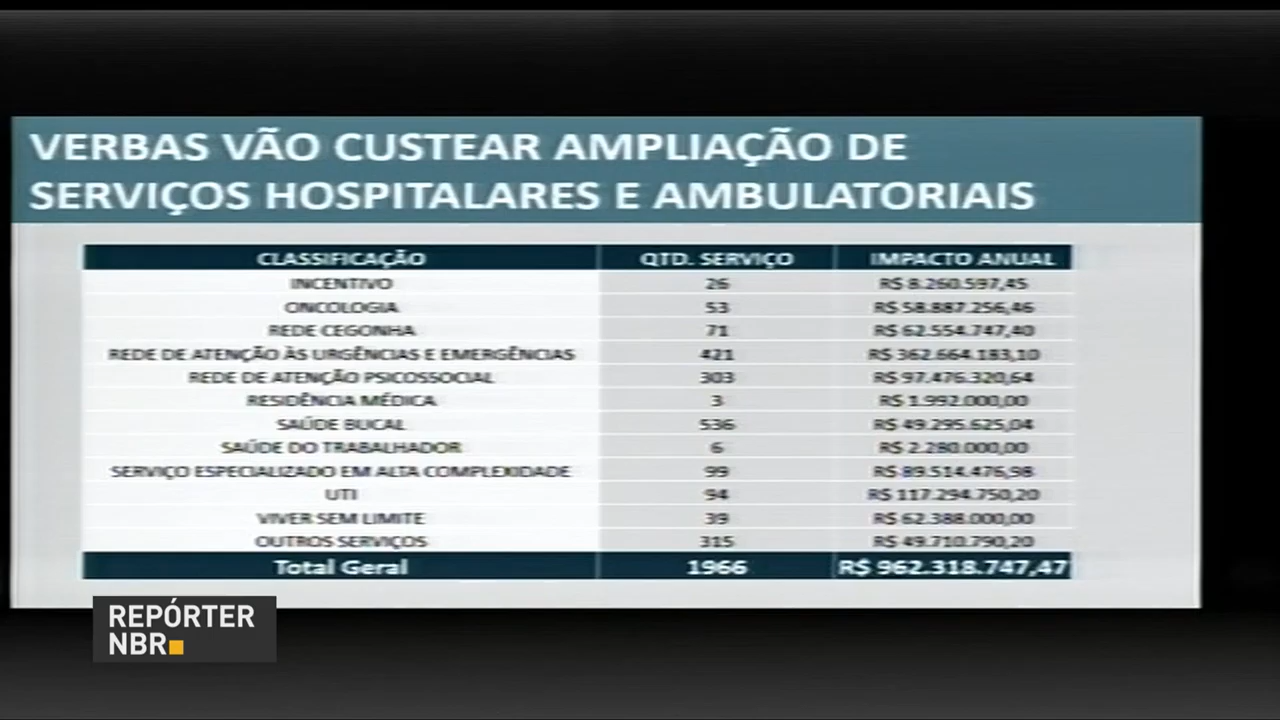 VERBAS VÃO CUSTEAR AMPLIAÇÃO DE
SERVIÇOS HOSPITALARES E AMBULATORIAIS
CLASSIFICAÇÃO QTD. SERVIÇO IMPACTO ANUAL
INCENTIVO 26 R$ 8.260.597,45
ONCOLOGIA 53 R$ 58.887.256,46
REDE CEGONHA 71 R$ 62.554.747,40
REDE DE ATENÇÃO ÀS URGÊNCIAS E EMERGÊNCIAS 421 R$ 362.664.183,10
REDE DE ATENÇÃO PSICOSSOCIAL 303 R$ 97.476.320,64
RESIDÊNCIA MÉDICA 3 R$ 1.992.000,00
SAÚDE BUCAL 536 R$ 49.295.625,04
SAÚDE DO TRABALHADOR 6 R$ 2.280.000,00
SERVIÇO ESPECIALIZADO EM ALTA COMPLEXIDADE 99 R$ 89.514.476,98
UTI 94 R$ 117.294.750,20
VIVER SEM LIMITE 39 R$ 62.388.000,00
OUTROS SERVIÇOS 315 R$ 49.710.790,20
Total Geral 1966 R$ 962.318.747,47
REPÓRTER
NBR